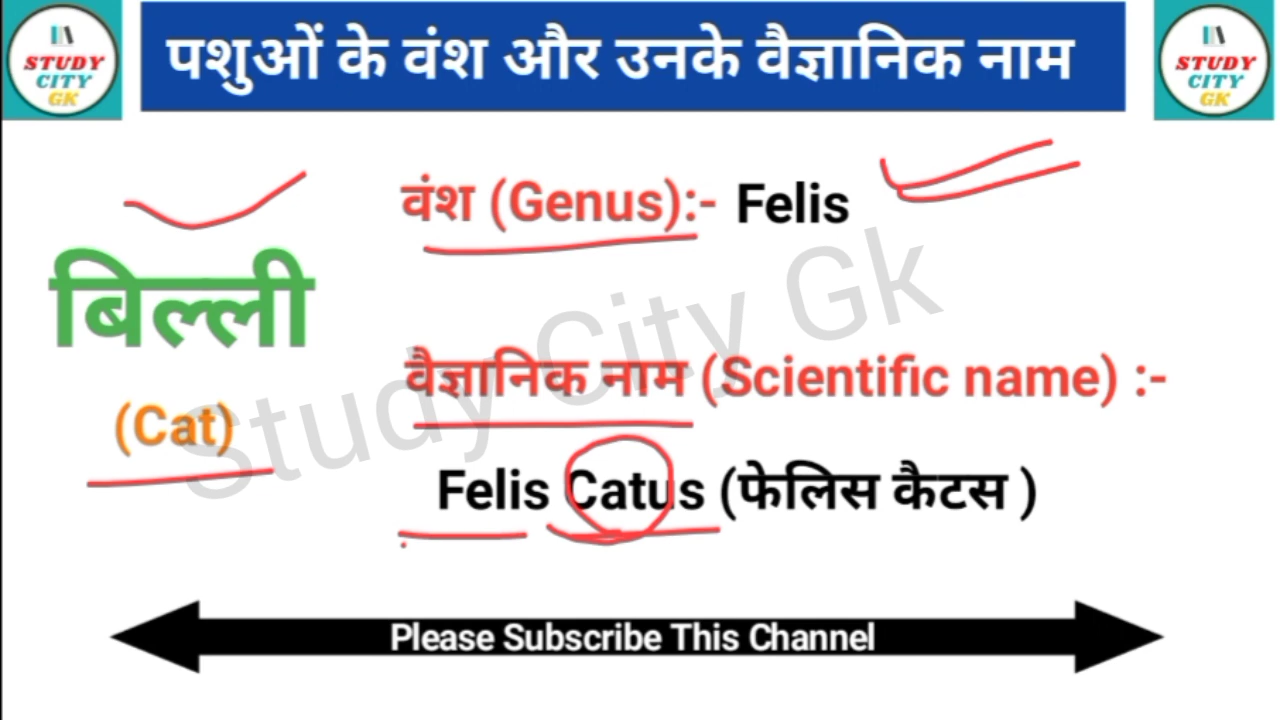 STUDY
CITY
GK
पशुओं के वंश और उनके वैज्ञानिक नाम
STUDY
CITY
GK
वंश (Genus):- Felis
बिल्ली
(Cat)
वैज्ञानिक नाम (Scientific name) :-
Felis Catus (फेलिस कैटस )
Study City Gk
Please Subscribe This Channel